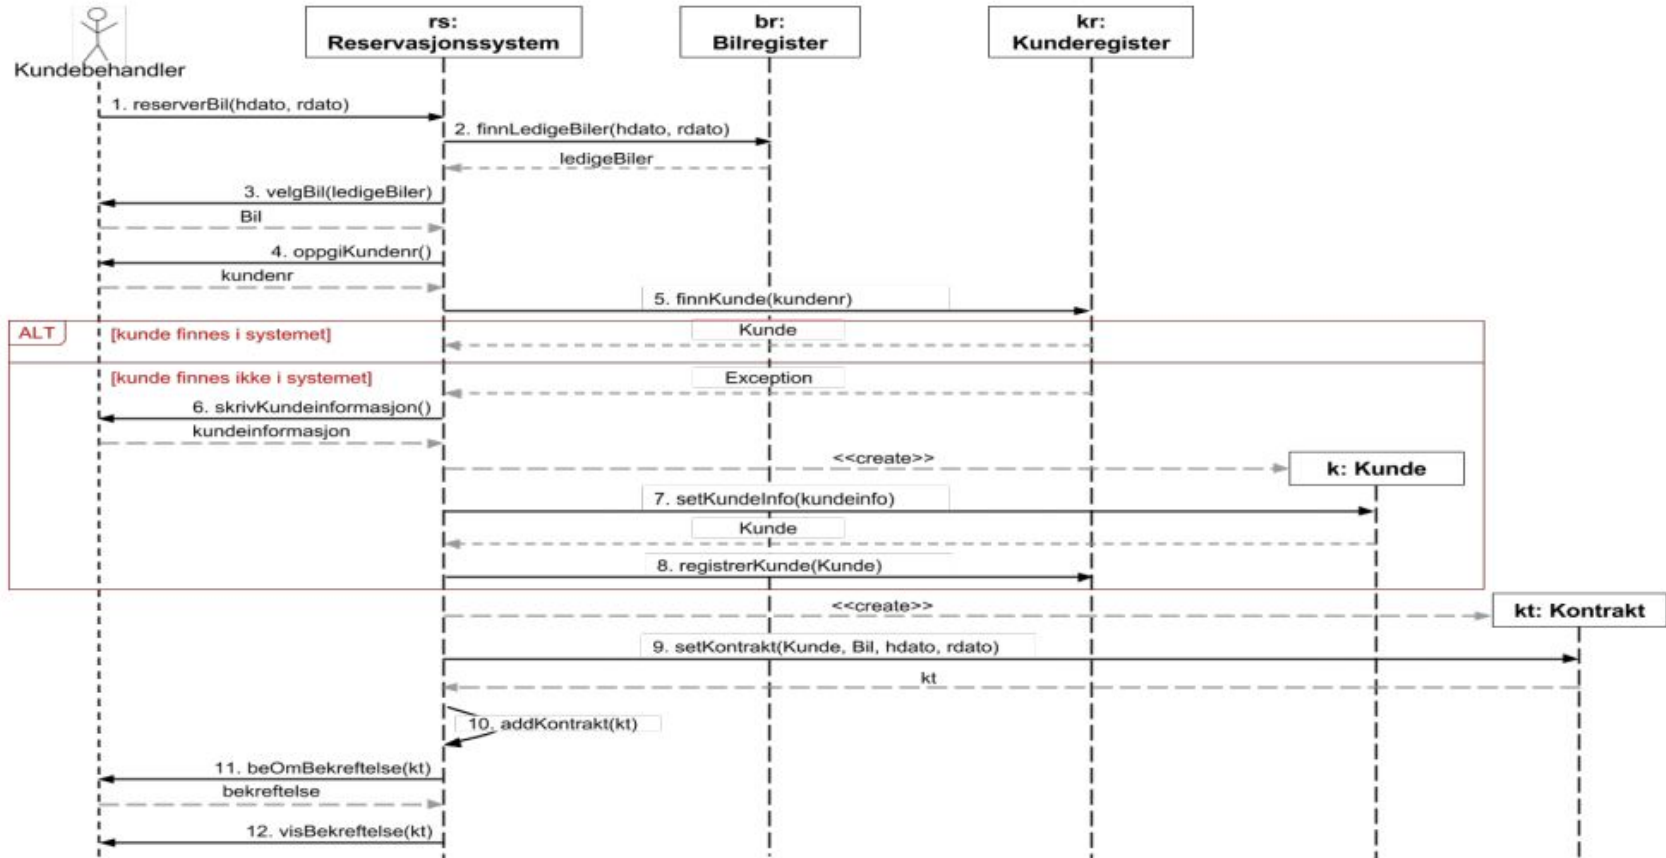 Kundebehandler
rs:
Reservasjonssystem
br:
Bilregister
kr:
Kunderegister
1. reserverBil(hdato, rdato)
2. finnLedigeBiler(hdato, rdato)
ledigeBiler
3. velgBil(ledigeBiler)
Bil
4. oppgiKundenr()
kundenr
5. finnKunde(kundenr)
ALT
[kunde finnes i systemet]
Kunde
[kunde finnes ikke i systemet]
Exception
6. skrivKundeinformasjon()
kundeinformasjon
<<create>>
k: Kunde
7. setKundeInfo(kundeinfo)
Kunde
8. registrerKunde(Kunde)
<<create>>
kt: Kontrakt
9. setKontrakt(Kunde, Bil, hdato, rdato)
kt
10. addKontrakt(kt)
11. beOmBekreftelse(kt)
bekreftelse
12. visBekreftelse(kt)